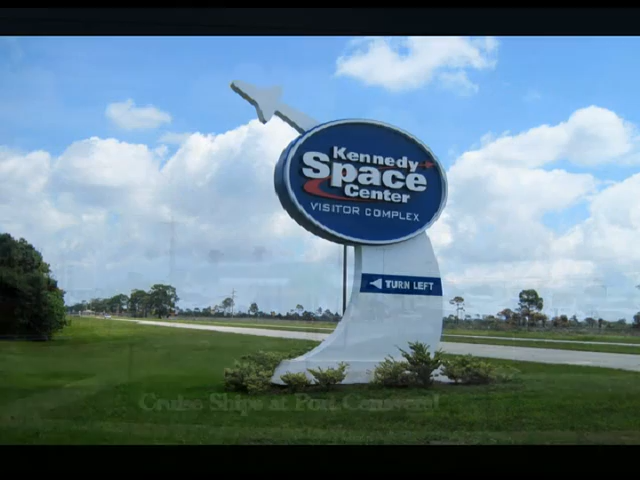 Kennedy
Space
Center
VISITOR COMPLEX
TURN LEFT
Cruise Ships at Port Canaveral